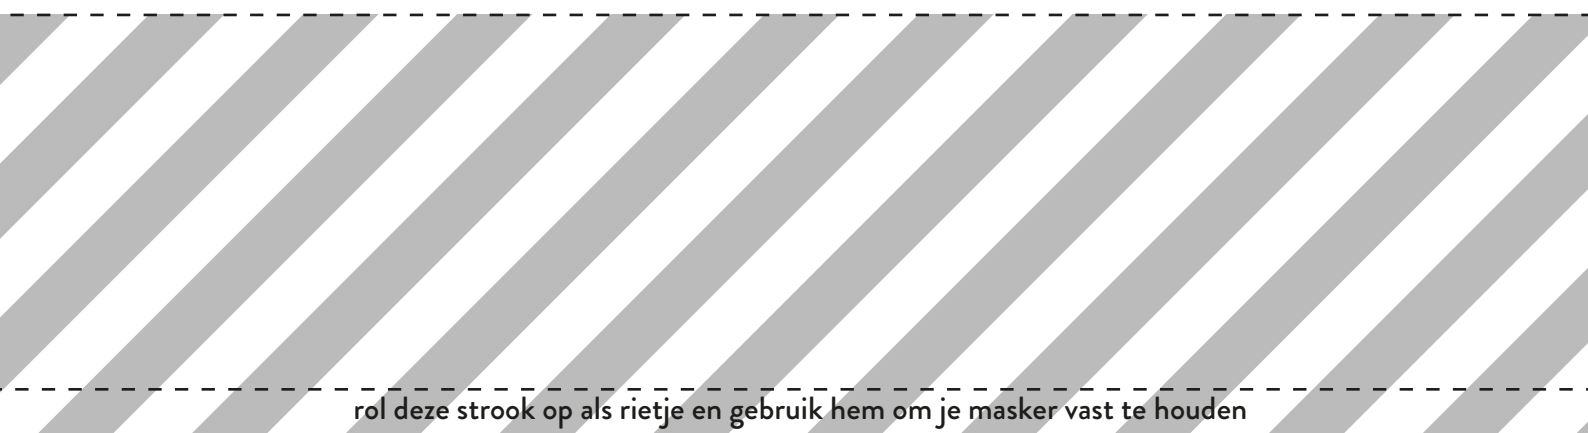 rol deze strook op als rietje en gebruik hem om je masker vast te houden